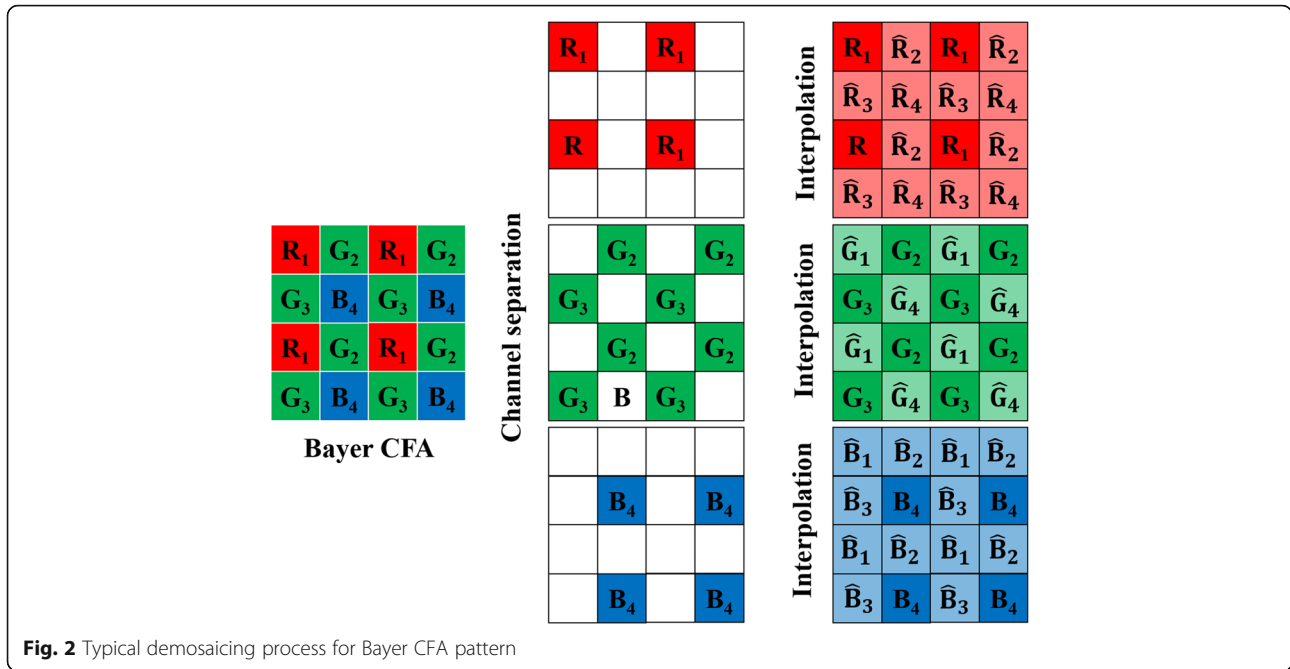 R₁ G₂ R₁ G₂
G₃ B₄ G₃ B₄
R₁ G₂ R₁ G₂
G₃ B₄ G₃ B₄
Bayer CFA
Channel separation
R₁ R₁
R R₁
G₂ G₂
G₃ G₃
G₂ G₂
G₃ B G₃
B₄ B₄
B₄ B₄
Interpolation
R₁ R̂₂ R₁ R̂₂
R̂₃ R̂₄ R̂₃ R̂₄
R R̂₂ R₁ R̂₂
R̂₃ R̂₄ R̂₃ R̂₄
Interpolation
Ĝ₁ G₂ Ĝ₁ G₂
G₃ Ĝ₄ G₃ Ĝ₄
Ĝ₁ G₂ Ĝ₁ G₂
G₃ Ĝ₄ G₃ Ĝ₄
Interpolation
B̂₁ B̂₂ B̂₁ B̂₂
B̂₃ B₄ B̂₃ B₄
B̂₁ B̂₂ B̂₁ B̂₂
B̂₃ B₄ B̂₃ B₄
Fig. 2 Typical demosaicing process for Bayer CFA pattern